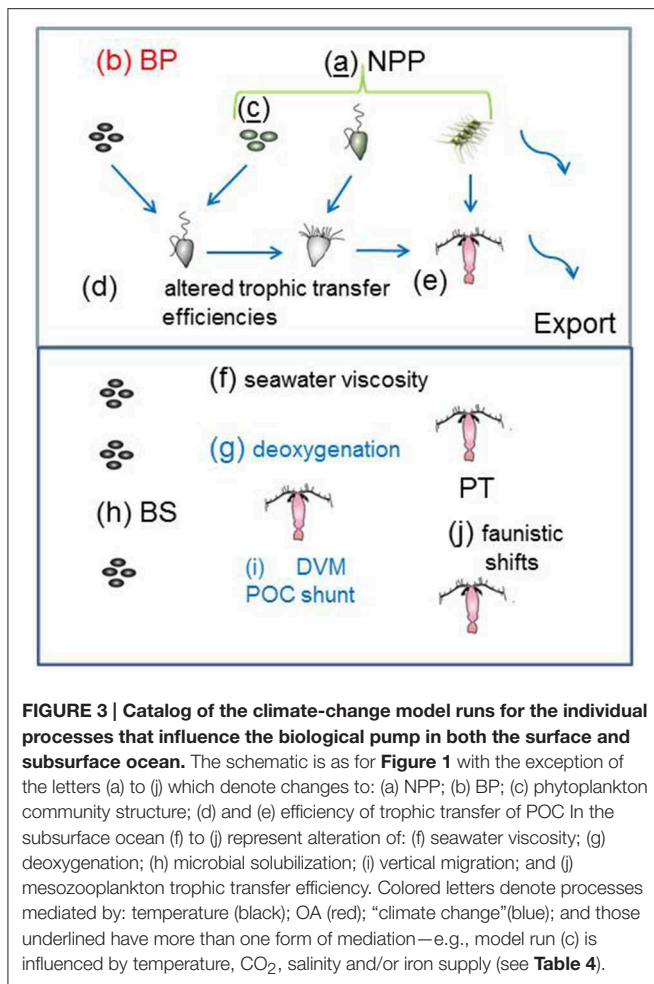 (b) BP
(a) NPP
(c)
(d)
altered trophic transfer
efficiencies
(e)
Export
(f) seawater viscosity
(g) deoxygenation
PT
(h) BS
(i) DVM
POC shunt
(j) faunistic
shifts
FIGURE 3 | Catalog of the climate-change model runs for the individual
processes that influence the biological pump in both the surface and
subsurface ocean. The schematic is as for Figure 1 with the exception of
the letters (a) to (j) which denote changes to: (a) NPP; (b) BP; (c) phytoplankton
community structure; (d) and (e) efficiency of trophic transfer of POC In the
subsurface ocean (f) to (j) represent alteration of: (f) seawater viscosity; (g)
deoxygenation; (h) microbial solubilization; (i) vertical migration; and (j)
mesozooplankton trophic transfer efficiency. Colored letters denote processes
mediated by: temperature (black); OA (red); “climate change”(blue); and those
underlined have more than one form of mediation—e.g., model run (c) is
influenced by temperature, CO₂, salinity and/or iron supply (see Table 4).